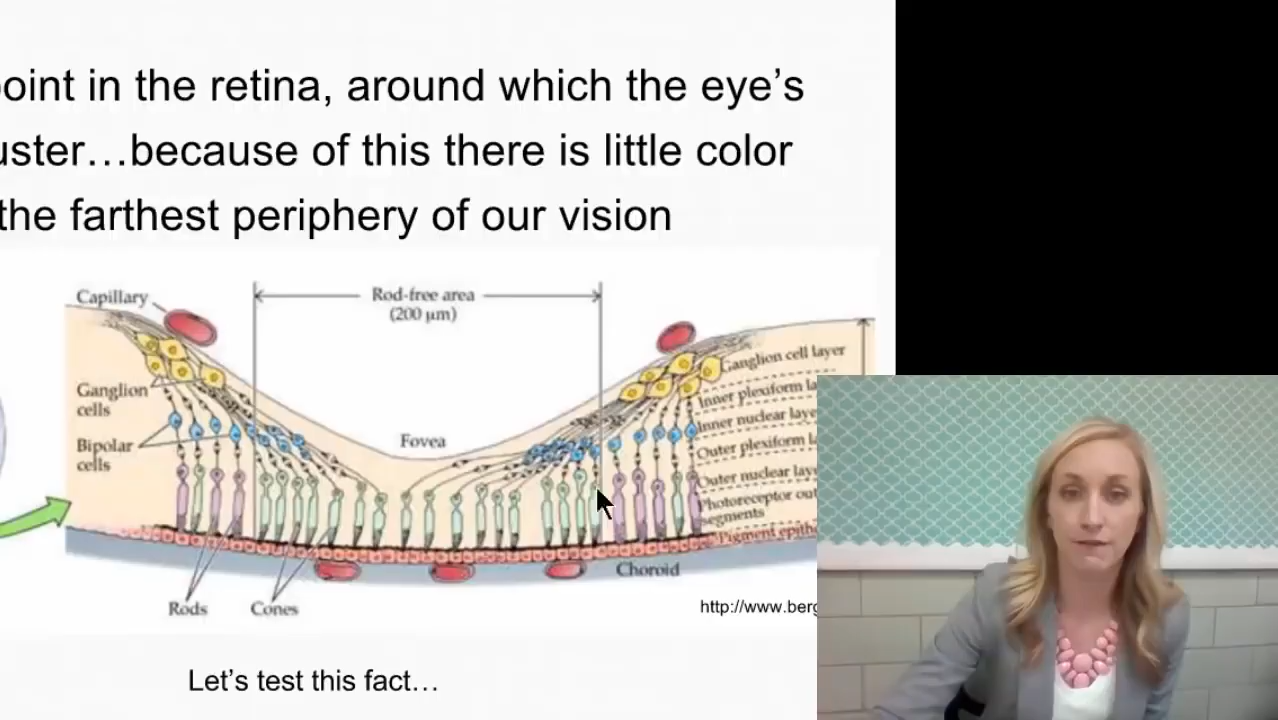 oint in the retina, around which the eye's
uster…because of this there is little color
the farthest periphery of our vision
Capillary
Rod-free area
(200 µm)
Ganglion cell layer
Ganglion
cells
Inner plexiform la
Inner nuclear laye
Bipolar
cells
Fovea
Outer plexiform l
Outer nuclear lay
Photoreceptor out
segments
Pigment epith
Choroid
Rods
Cones
http://www.berg
Let's test this fact…